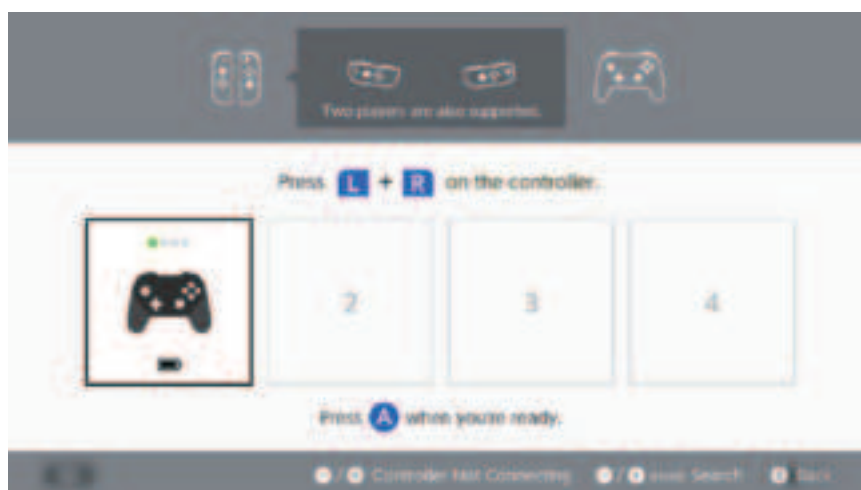 Two players are also supported.
Press L + R on the controller.
2
3
4
Press A when you're ready.
/ Controller Not Connecting / Search Back